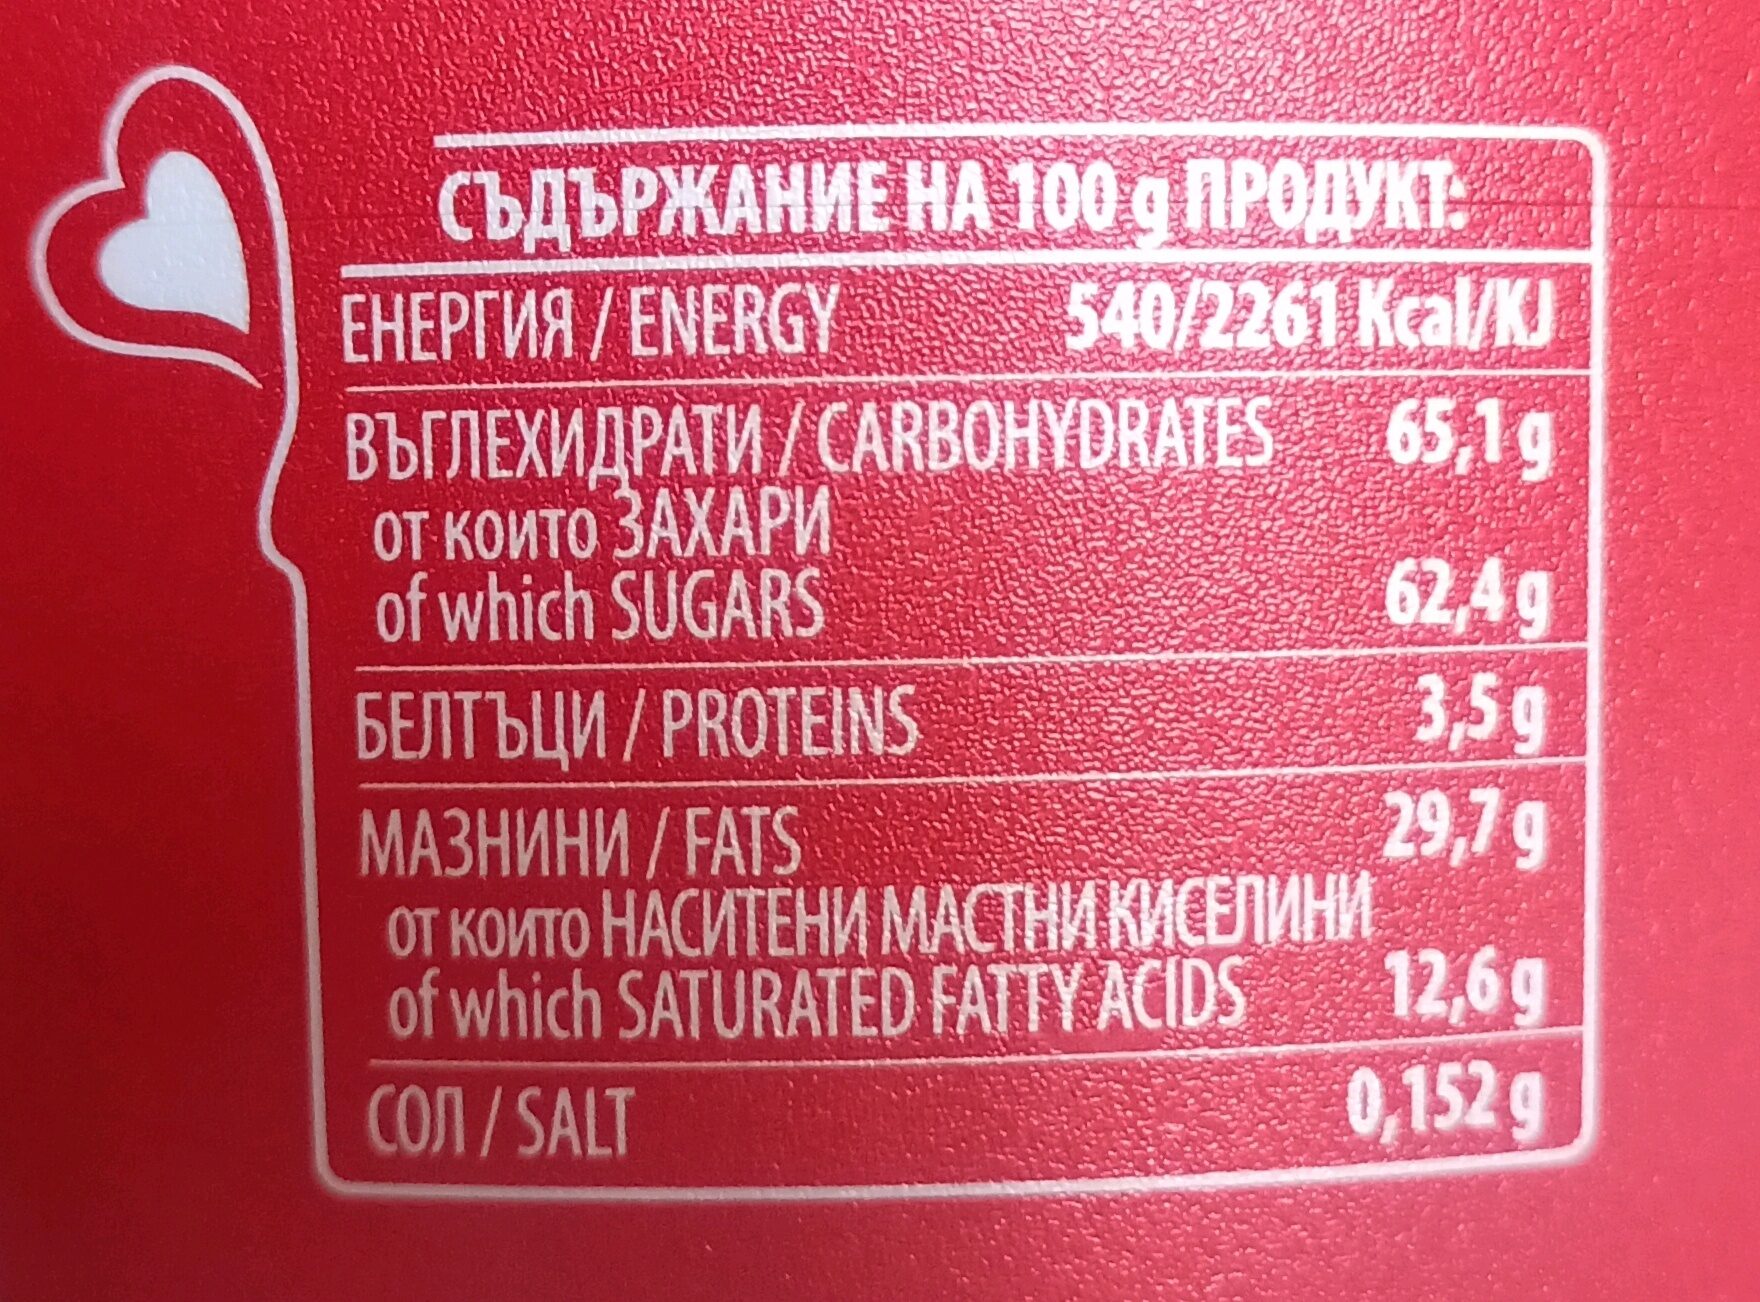 СЪДЪРЖАНИЕ НА 100 g ПРОДУКТ:
ЕНЕРГИЯ / ENERGY 540/2261 Kcal/KJ
ВЪГЛЕХИДРАТИ / CARBOHYDRATES 65,1 g
от които ЗАХАРИ
of which SUGARS 62,4 g
БЕЛТЪЦИ / PROTEINS 3,5 g
МАЗНИНИ / FATS 29,7 g
от които НАСИТЕНИ МАСТНИ КИСЕЛИНИ
of which SATURATED FATTY ACIDS 12,6 g
СОЛ / SALT 0,152 g